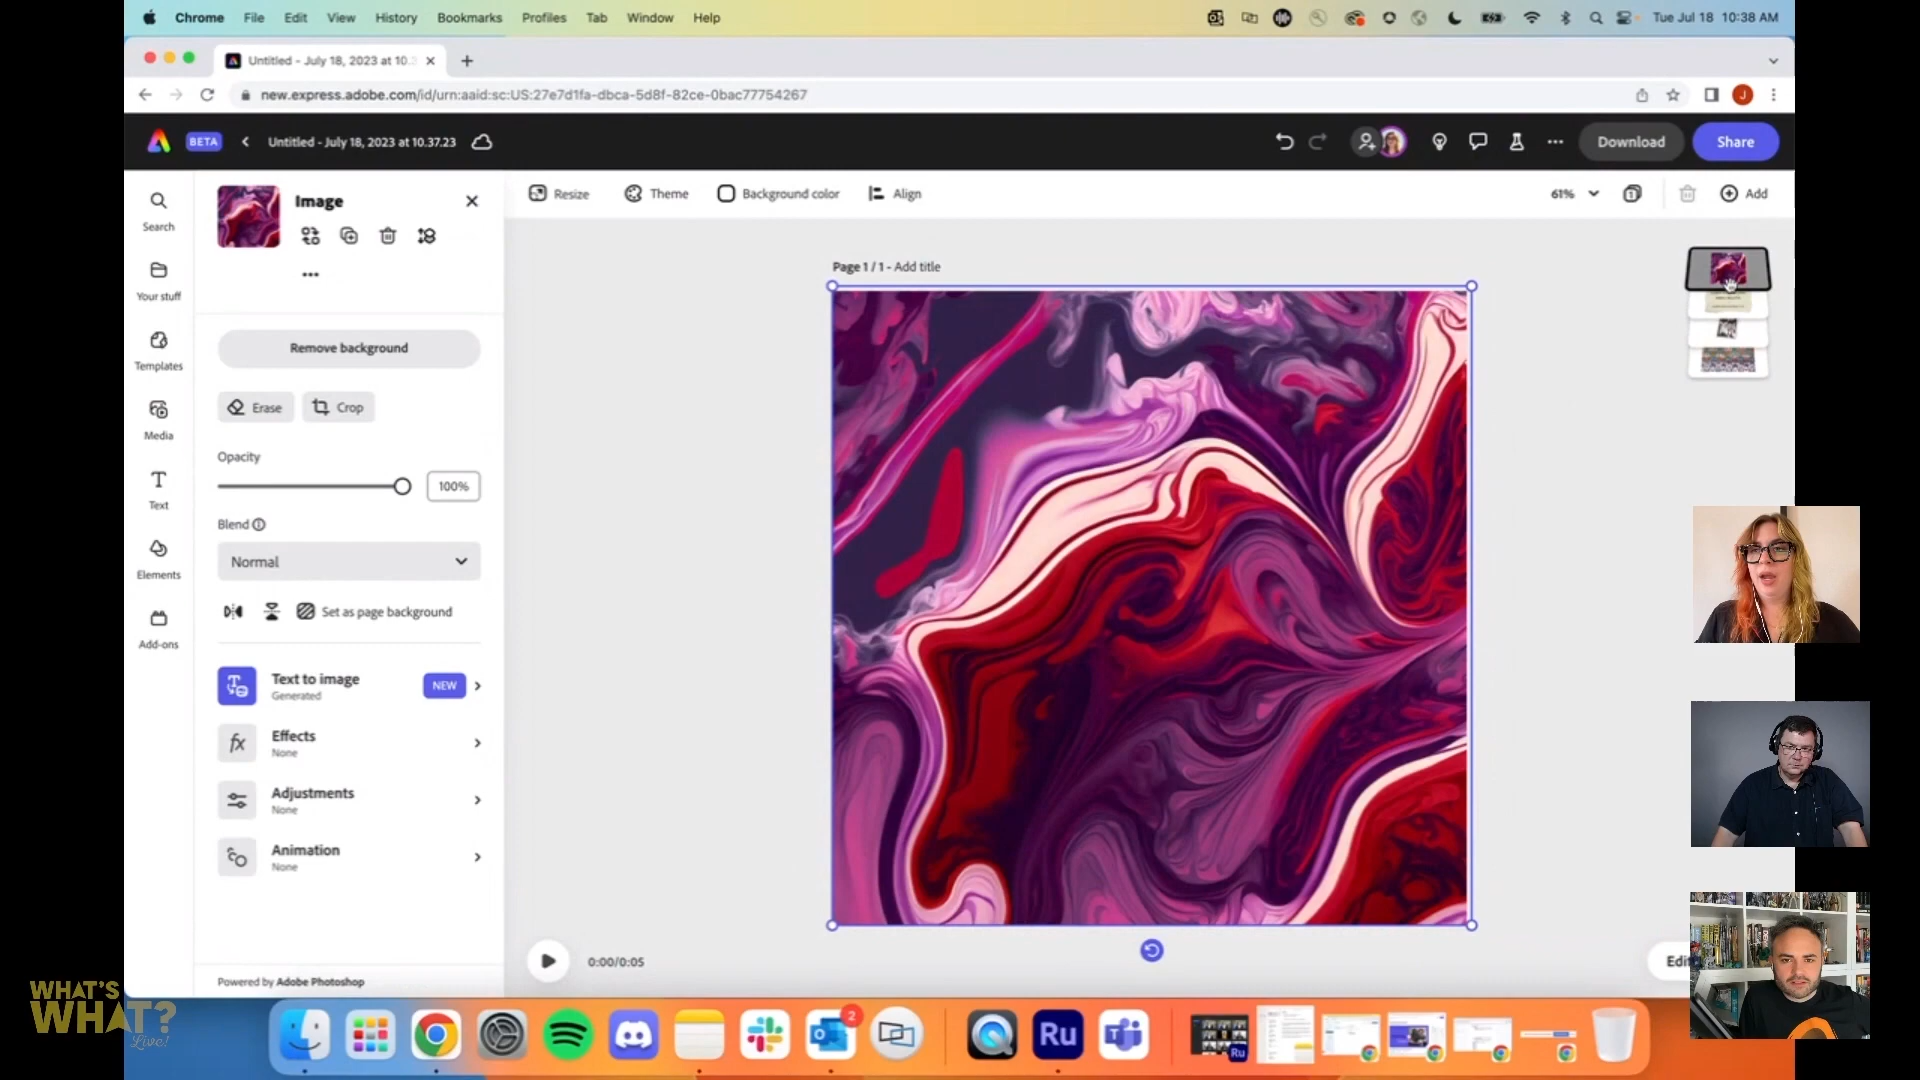 Chrome File Edit View History Bookmarks Profiles Tab Window Help
Tue Jul 18 10:38 AM
Untitled - July 18, 2023 at 10.
new.express.adobe.com/id/urn:aaid:sc:US:27e7d1fa-dbca-5d8f-82ce-0bac77754267
J
BETA
Untitled - July 18, 2023 at 10.37.23
Download
Share
Search
Your stuff
Templates
Media
Text
Elements
Add-ons
Image
Remove background
Erase
Crop
Opacity
100%
Blend
Normal
Set as page background
Text to image
Generated
NEW
Effects
None
Adjustments
None
Animation
None
Powered by Adobe Photoshop
Resize
Theme
Background color
Align
61%
1
Add
Page 1 / 1 - Add title
0:00/0:05
Edit
2
Ru
Ru
WHAT'S
WHAT?
Live!